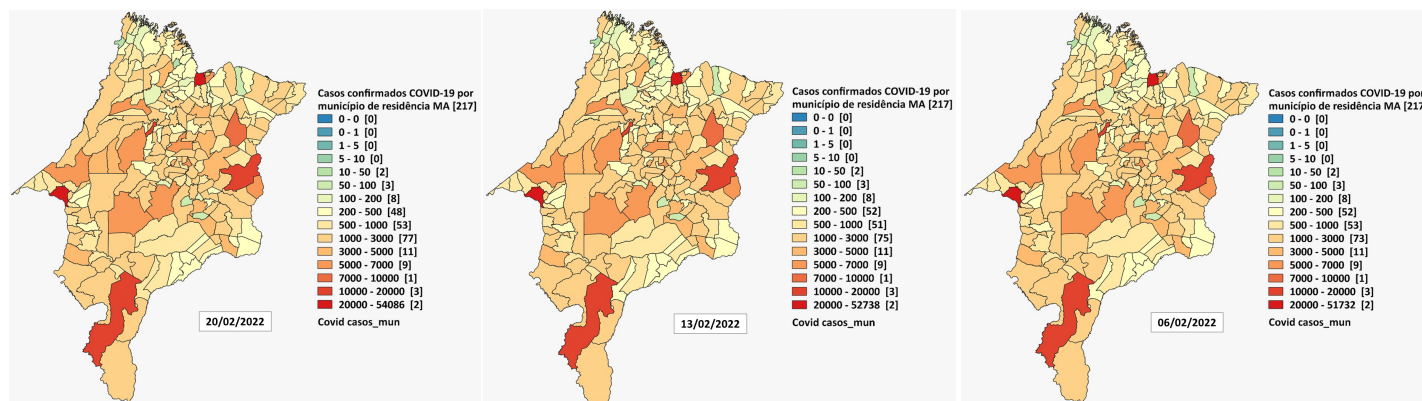 Casos confirmados COVID-19 por
município de residência MA [217]
0 - 0 [0]
0 - 1 [0]
1 - 5 [0]
5 - 10 [0]
10 - 50 [2]
50 - 100 [3]
100 - 200 [8]
200 - 500 [48]
500 - 1000 [53]
1000 - 3000 [77]
3000 - 5000 [11]
5000 - 7000 [9]
7000 - 10000 [1]
10000 - 20000 [3]
20000 - 54086 [2]
Covid casos_mun
20/02/2022
Casos confirmados COVID-19 por
município de residência MA [217]
0 - 0 [0]
0 - 1 [0]
1 - 5 [0]
5 - 10 [0]
10 - 50 [2]
50 - 100 [3]
100 - 200 [8]
200 - 500 [52]
500 - 1000 [51]
1000 - 3000 [75]
3000 - 5000 [11]
5000 - 7000 [9]
7000 - 10000 [1]
10000 - 20000 [3]
20000 - 52738 [2]
Covid casos_mun
13/02/2022
Casos confirmados COVID-19 por
município de residência MA [217]
0 - 0 [0]
0 - 1 [0]
1 - 5 [0]
5 - 10 [0]
10 - 50 [2]
50 - 100 [3]
100 - 200 [8]
200 - 500 [52]
500 - 1000 [53]
1000 - 3000 [73]
3000 - 5000 [11]
5000 - 7000 [9]
7000 - 10000 [1]
10000 - 20000 [3]
20000 - 51732 [2]
Covid casos_mun
06/02/2022